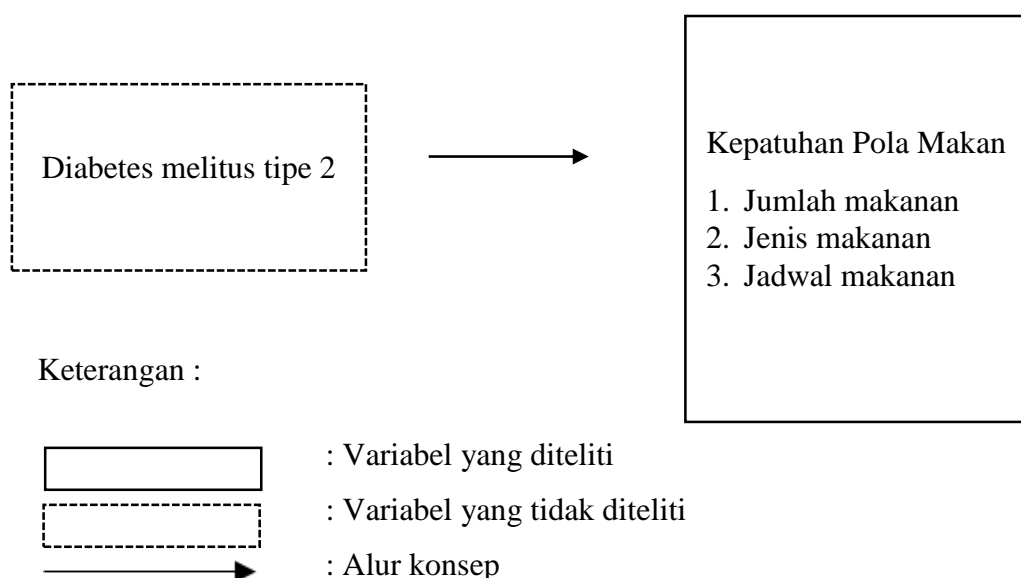 Diabetes melitus tipe 2
Kepatuhan Pola Makan
1. Jumlah makanan
2. Jenis makanan
3. Jadwal makanan
Keterangan :
: Variabel yang diteliti
: Variabel yang tidak diteliti
: Alur konsep